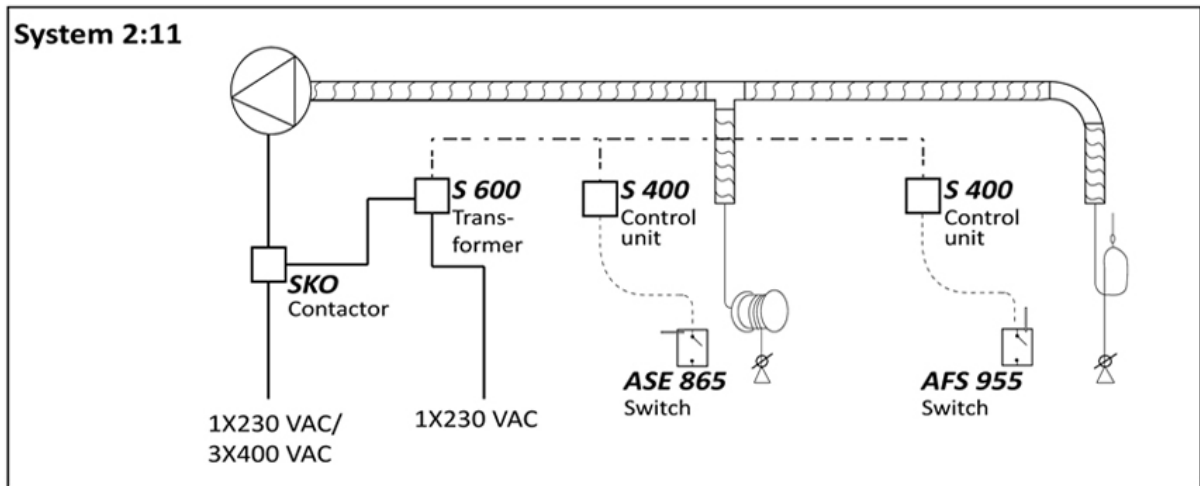 System 2:11
S 600
Trans-
former
S 400
Control
unit
S 400
Control
unit
SKO
Contactor
ASE 865
Switch
AFS 955
Switch
1X230 VAC/
3X400 VAC
1X230 VAC